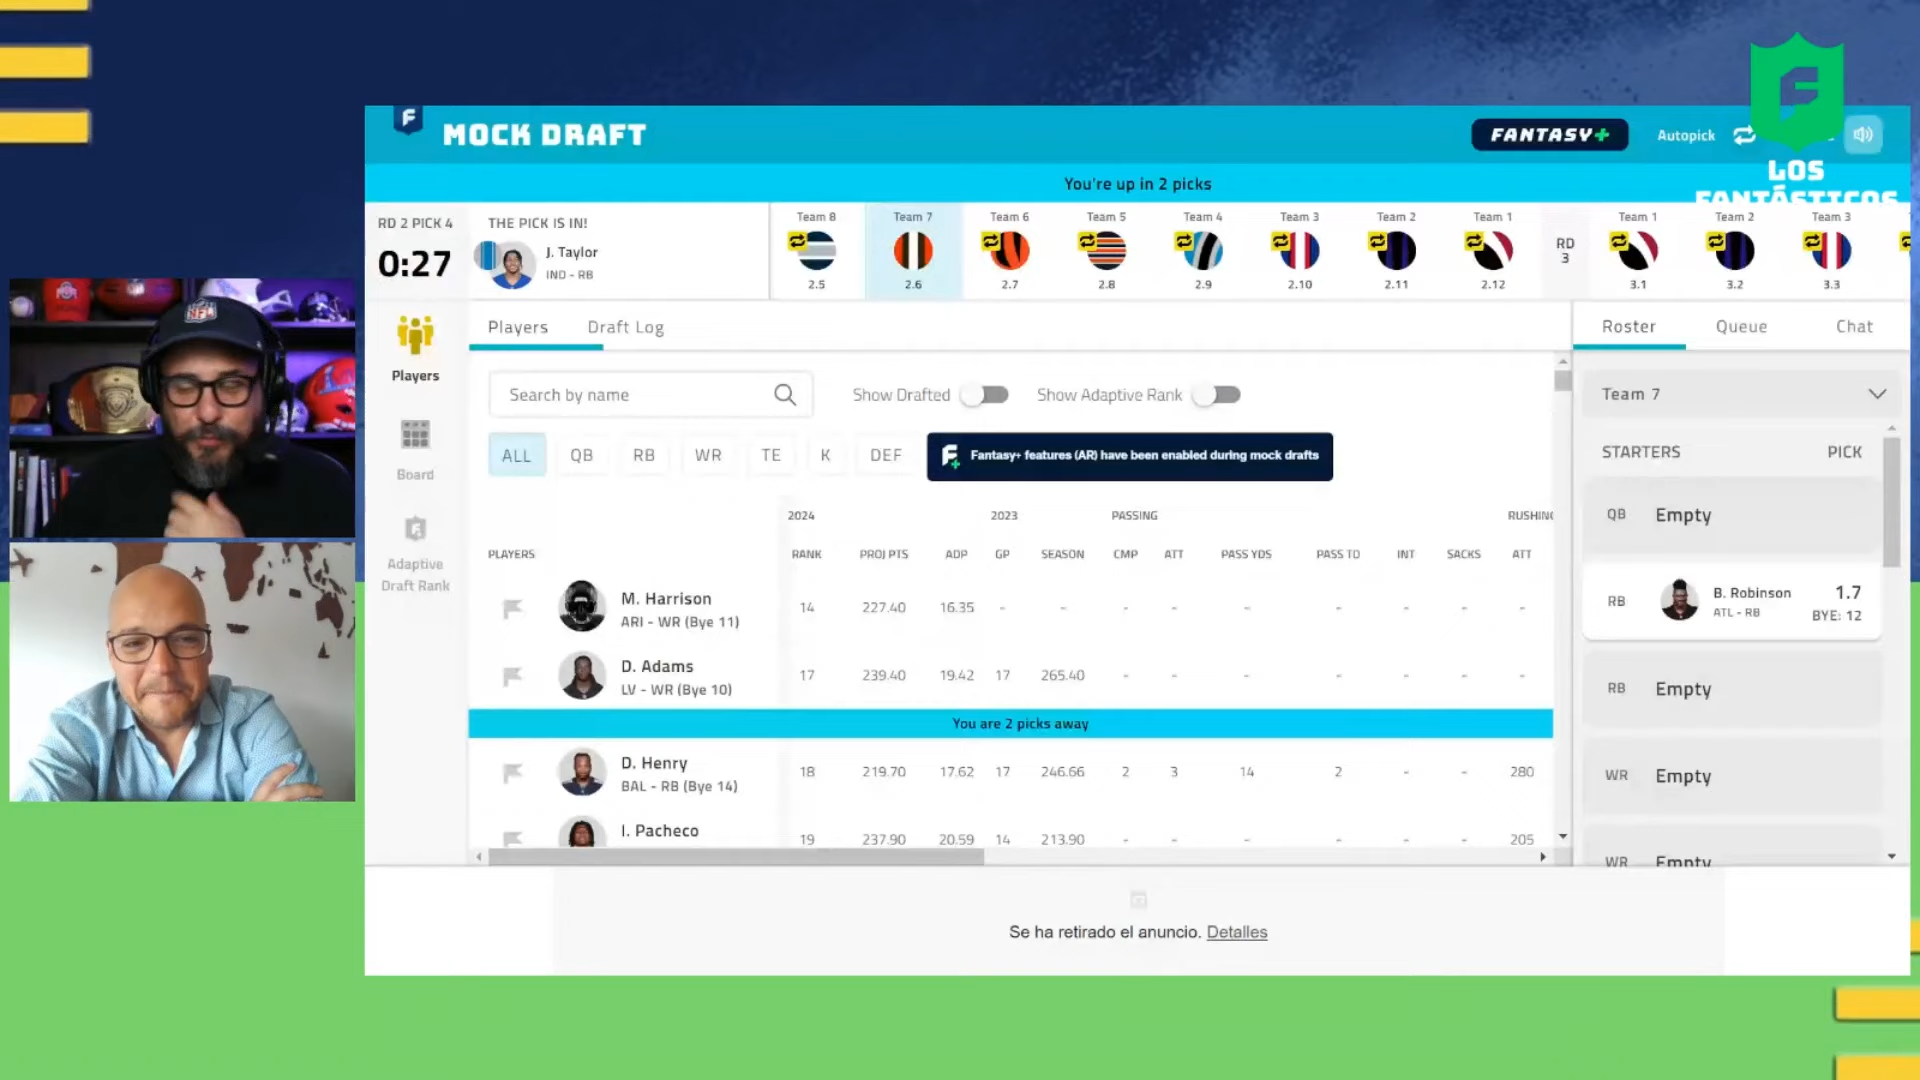 MOCK DRAFT
FANTASY+
Autopick
LOS
FANTÁSTICOS
You're up in 2 picks
RD 2 PICK 4
0:27
THE PICK IS IN!
J. Taylor
IND - RB
Team 8
2.5
Team 7
2.6
Team 6
2.7
Team 5
2.8
Team 4
2.9
Team 3
2.10
Team 2
2.11
Team 1
2.12
RD
3
Team 1
3.1
Team 2
3.2
Team 3
3.3
NFL
Players
Board
Adaptive
Draft Rank
Players Draft Log
Search by name
Show Drafted
Show Adaptive Rank
ALL QB RB WR TE K DEF
Fantasy+ features (AR) have been enabled during mock drafts
2024 2023 PASSING RUSHING
PLAYERS RANK PROJ PTS ADP GP SEASON CMP ATT PASS YDS PASS TD INT SACKS ATT
M. Harrison
ARI - WR (Bye 11)
14 227.40 16.35 - - - - - - - - -
D. Adams
LV - WR (Bye 10)
17 239.40 19.42 17 265.40 - - - - - - -
You are 2 picks away
D. Henry
BAL - RB (Bye 14)
18 219.70 17.62 17 246.66 2 3 14 2 - - 280
I. Pacheco
19 237.90 20.59 14 213.90 - - - - - - 205
Roster Queue Chat
Team 7
STARTERS PICK
QB Empty
RB B. Robinson 1.7
ATL - RB BYE: 12
RB Empty
WR Empty
WR Empty
Se ha retirado el anuncio. Detalles